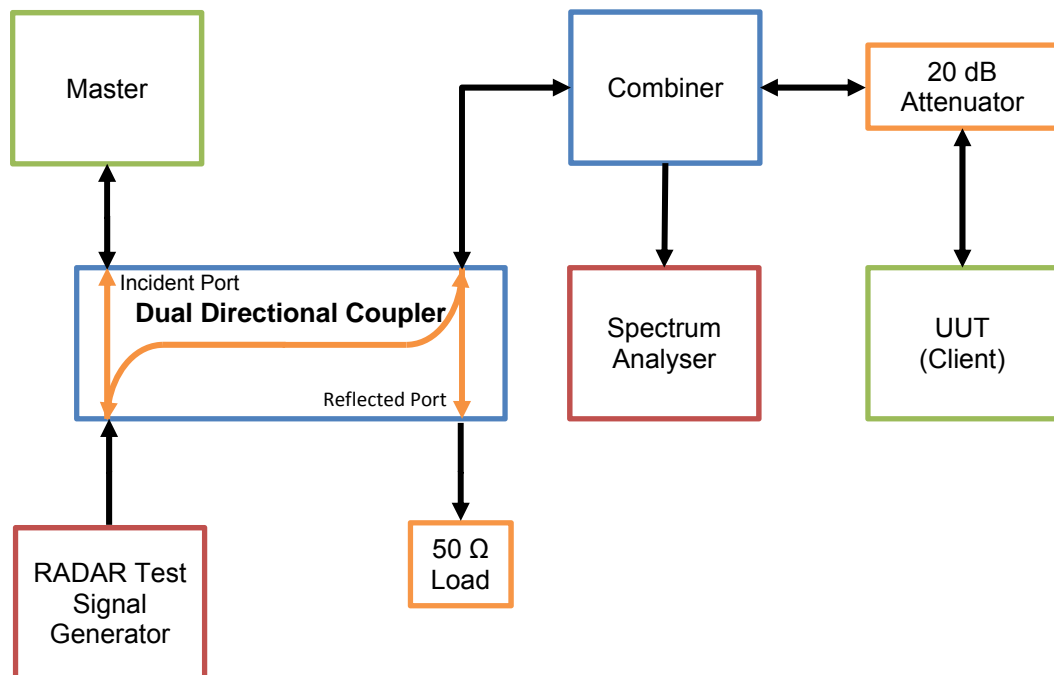 Master
Combiner
20 dB
Attenuator
Incident Port
Dual Directional Coupler
Reflected Port
Spectrum
Analyser
UUT
(Client)
RADAR Test
Signal
Generator
50 Ω
Load